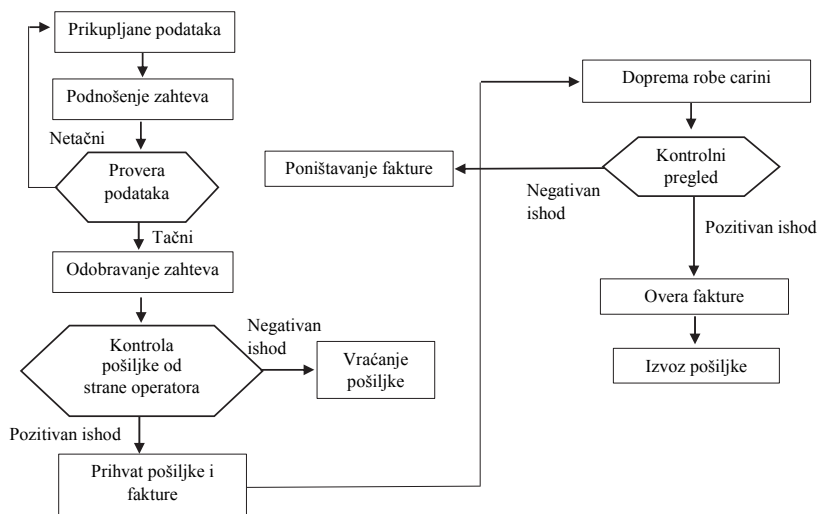 Prikupljane podataka
Podnošenje zahteva
Netačni
Provera
podataka
Tačni
Odobravanje zahteva
Kontrola
pošiljke od
strane operatora
Negativan
ishod
Vraćanje
pošiljke
Pozitivan ishod
Prihvat pošiljke i
fakture
Doprema robe carini
Kontrolni
pregled
Negativan
ishod
Poništavanje fakture
Pozitivan ishod
Overa fakture
Izvoz pošiljke